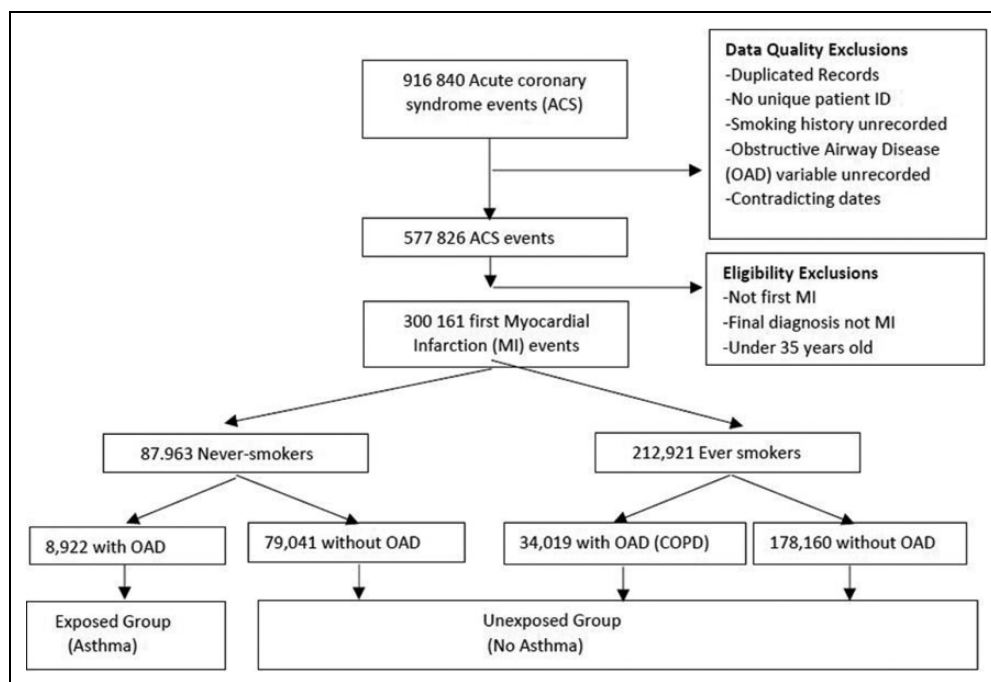 916 840 Acute coronary
syndrome events (ACS)
Data Quality Exclusions
-Duplicated Records
-No unique patient ID
-Smoking history unrecorded
-Obstructive Airway Disease
(OAD) variable unrecorded
-Contradicting dates
577 826 ACS events
Eligibility Exclusions
-Not first MI
-Final diagnosis not MI
-Under 35 years old
300 161 first Myocardial
Infarction (MI) events
87.963 Never-smokers
212,921 Ever smokers
8,922 with OAD
79,041 without OAD
34,019 with OAD (COPD)
178,160 without OAD
Exposed Group
(Asthma)
Unexposed Group
(No Asthma)